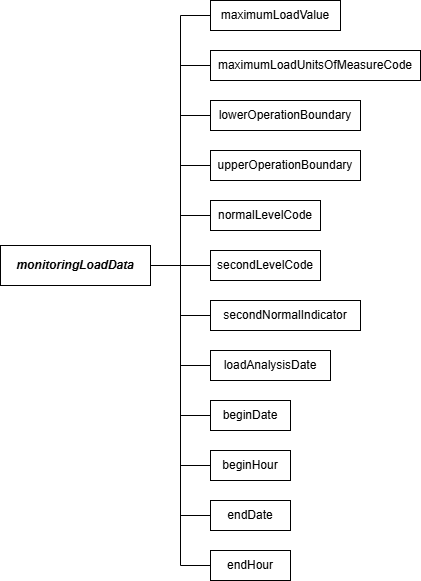 maximumLoadValue
maximumLoadUnitsOfMeasureCode
lowerOperationBoundary
upperOperationBoundary
normalLevelCode
monitoringLoadData
secondLevelCode
secondNormalIndicator
loadAnalysisDate
beginDate
beginHour
endDate
endHour